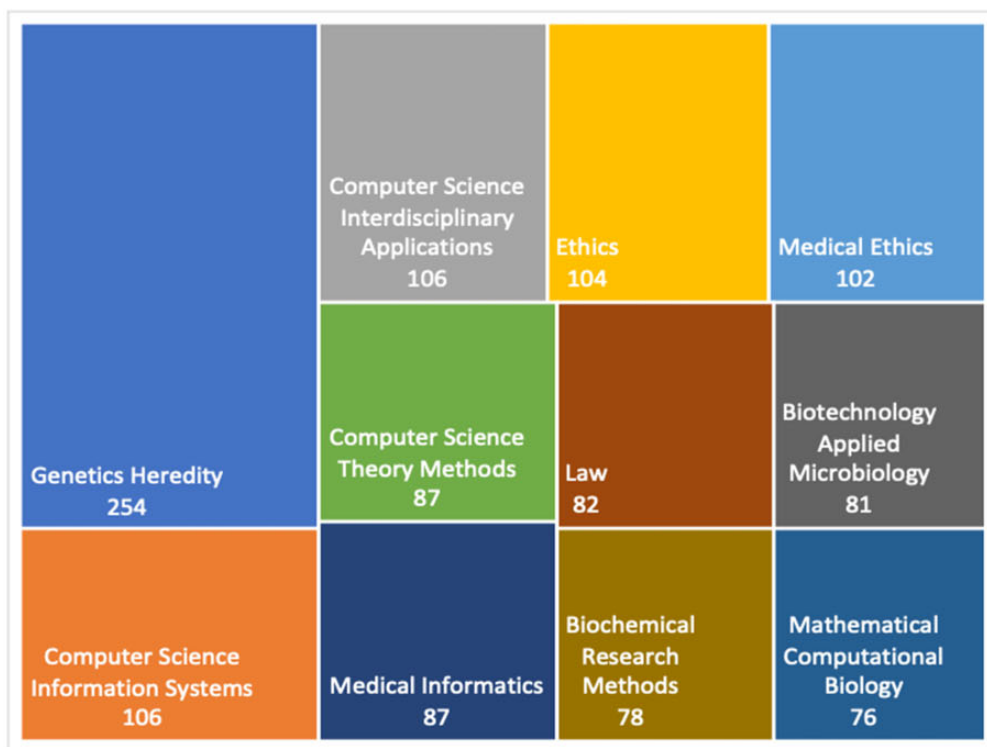 Genetics Heredity
254
Computer Science
Interdisciplinary
Applications
106
Ethics
104
Medical Ethics
102
Computer Science
Theory Methods
87
Law
82
Biotechnology
Applied
Microbiology
81
Computer Science
Information Systems
106
Medical Informatics
87
Biochemical
Research
Methods
78
Mathematical
Computational
Biology
76